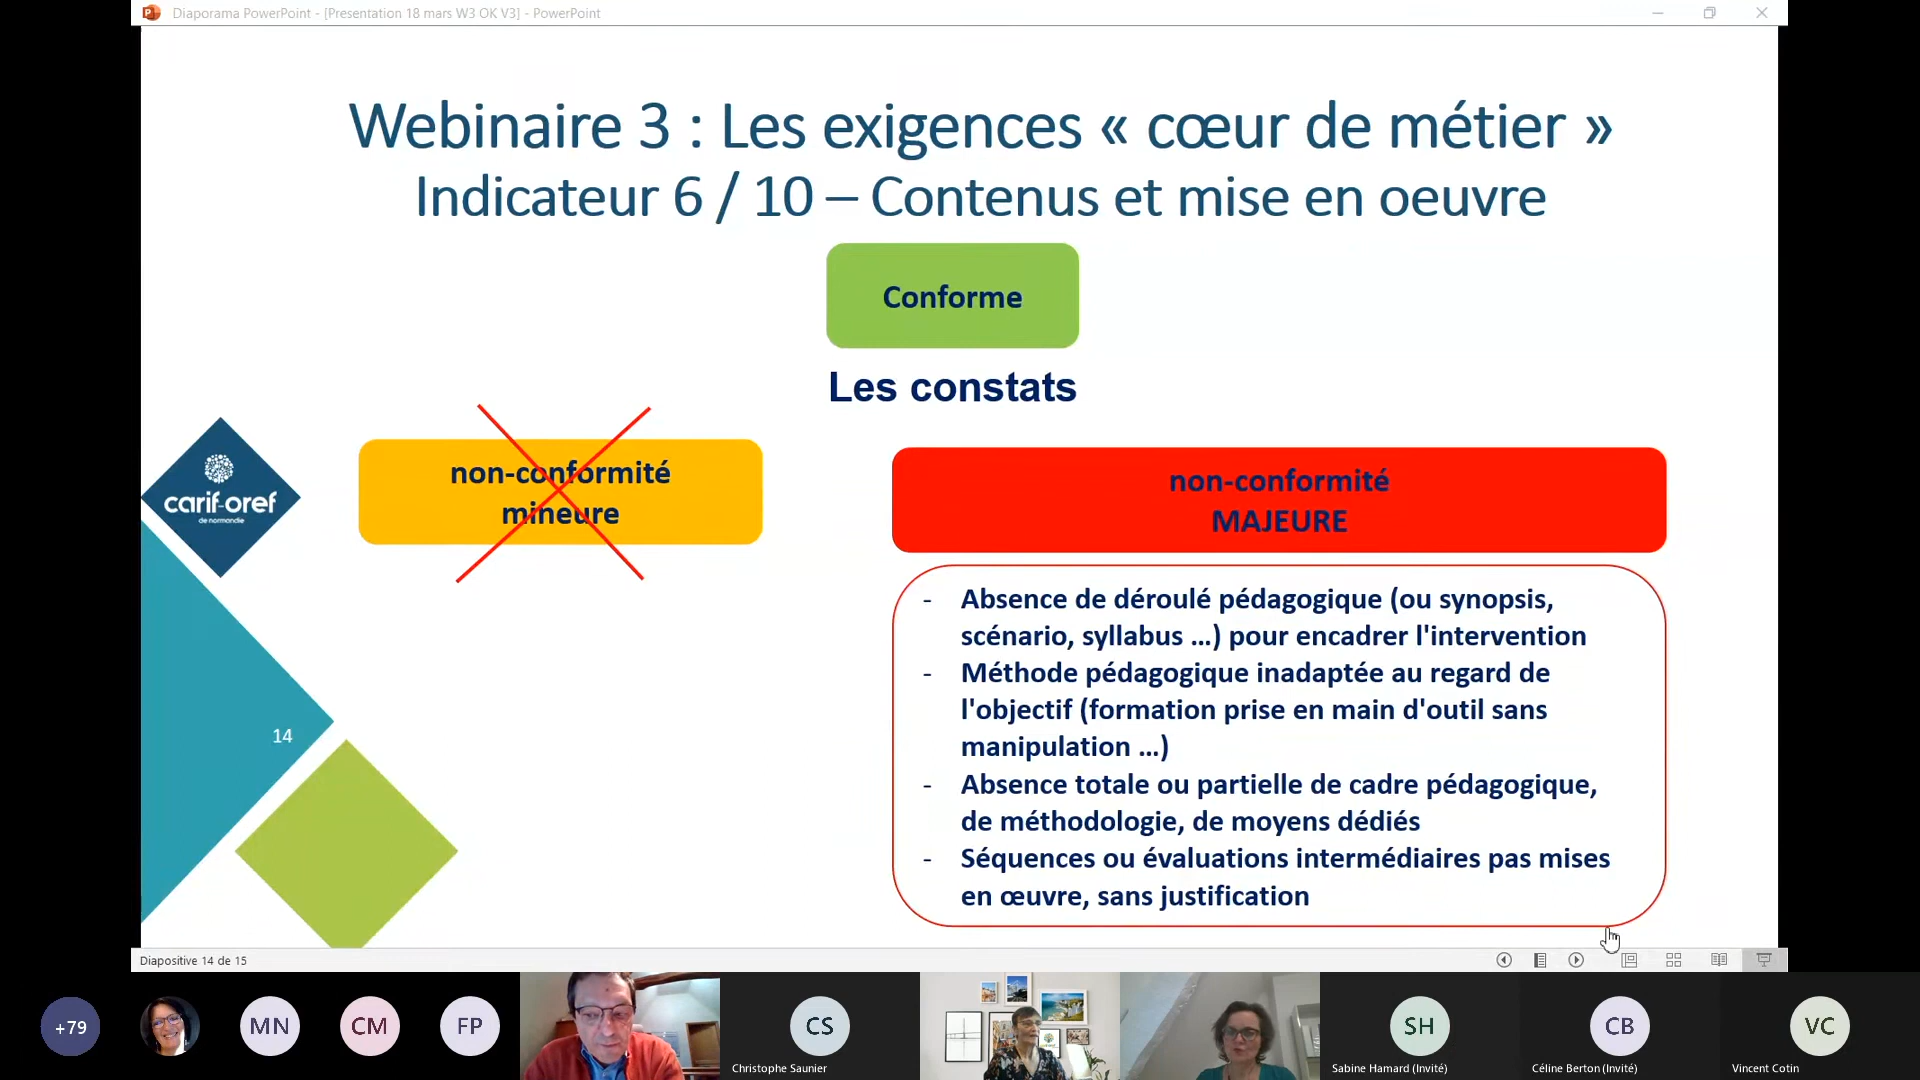 Diaporama PowerPoint - [Presentation 18 mars W3 OK V3] - PowerPoint
Webinaire 3 : Les exigences « cœur de métier »
Indicateur 6 / 10 – Contenus et mise en oeuvre
Conforme
Les constats
carif-oref
de normandie
non-conformité
mineure
non-conformité
MAJEURE
- Absence de déroulé pédagogique (ou synopsis,
scénario, syllabus ...) pour encadrer l'intervention
- Méthode pédagogique inadaptée au regard de
l'objectif (formation prise en main d'outil sans
manipulation ...)
- Absence totale ou partielle de cadre pédagogique,
de méthodologie, de moyens dédiés
- Séquences ou évaluations intermédiaires pas mises
en œuvre, sans justification
14
Diapositive 14 de 15
+79
MN
CM
FP
CS
Christophe Saunier
SH
Sabine Hamard (Invité)
CB
Céline Berton (Invité)
VC
Vincent Cotin